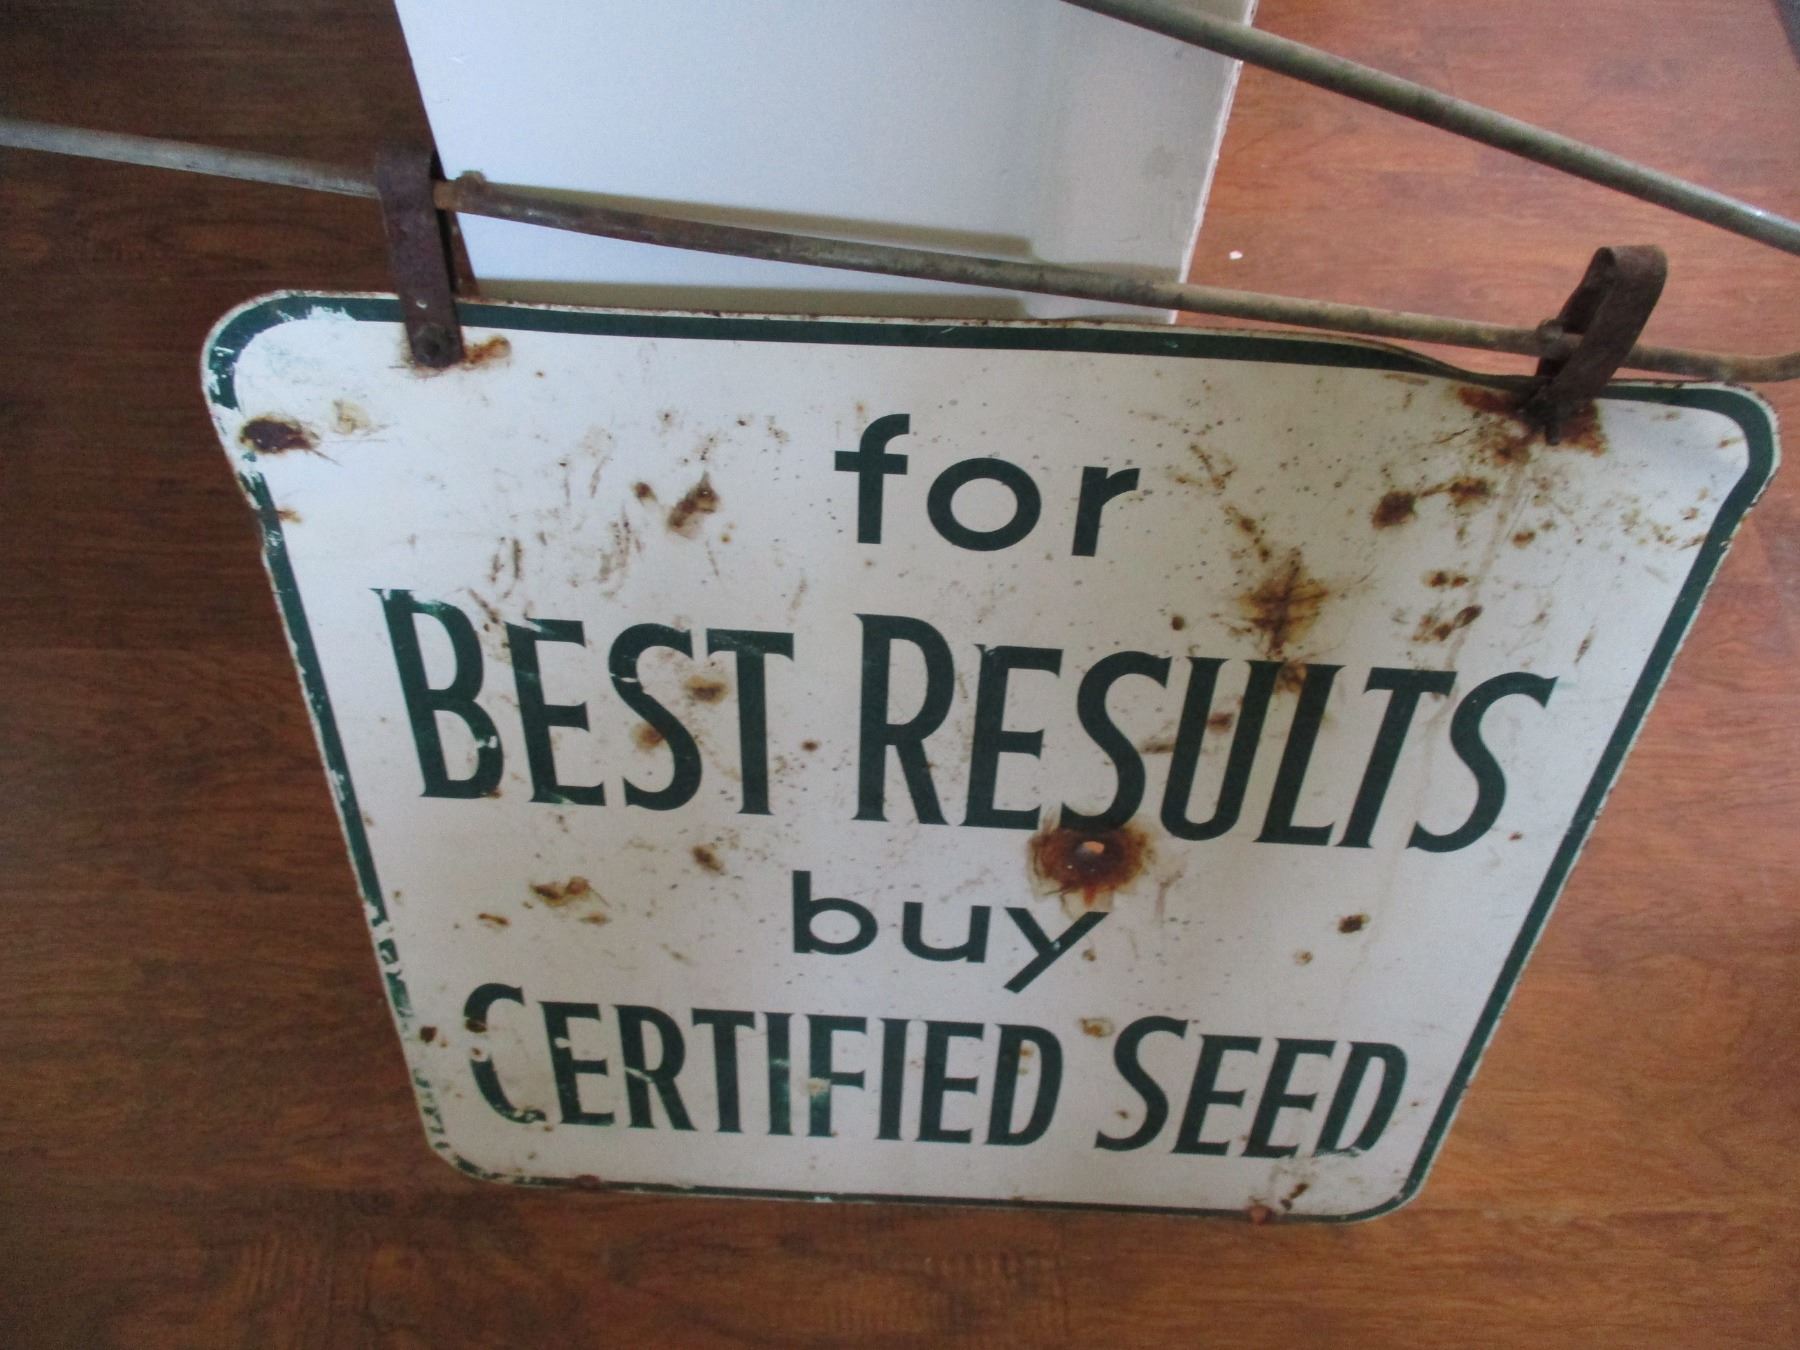 for
BEST RESULTS
buy
CERTIFIED SEED